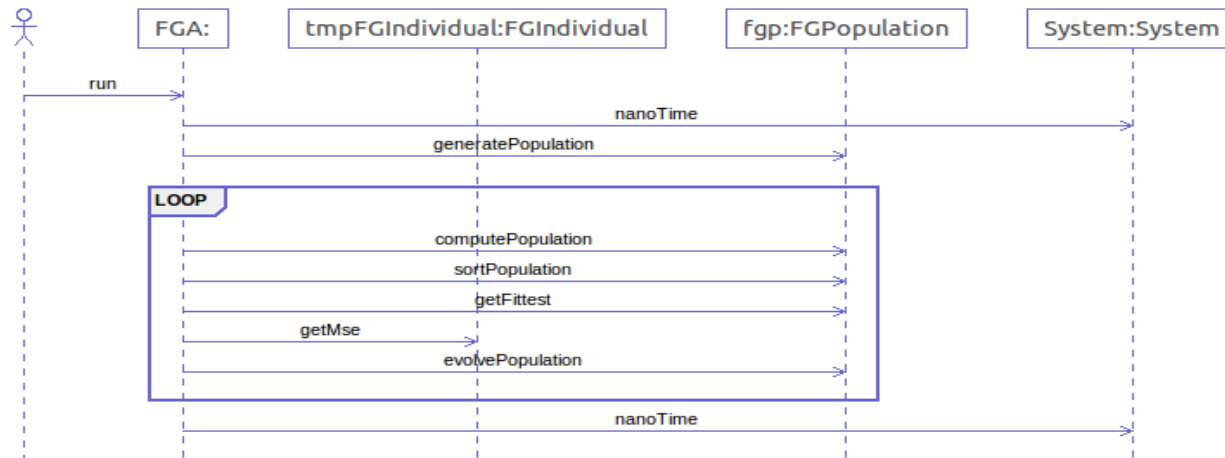 FGA:
tmpFGIndividual:FGIndividual
fgp:FGPopulation
System:System
run
nanoTime
generatePopulation
LOOP
computePopulation
sortPopulation
getFittest
getMse
evolvePopulation
nanoTime